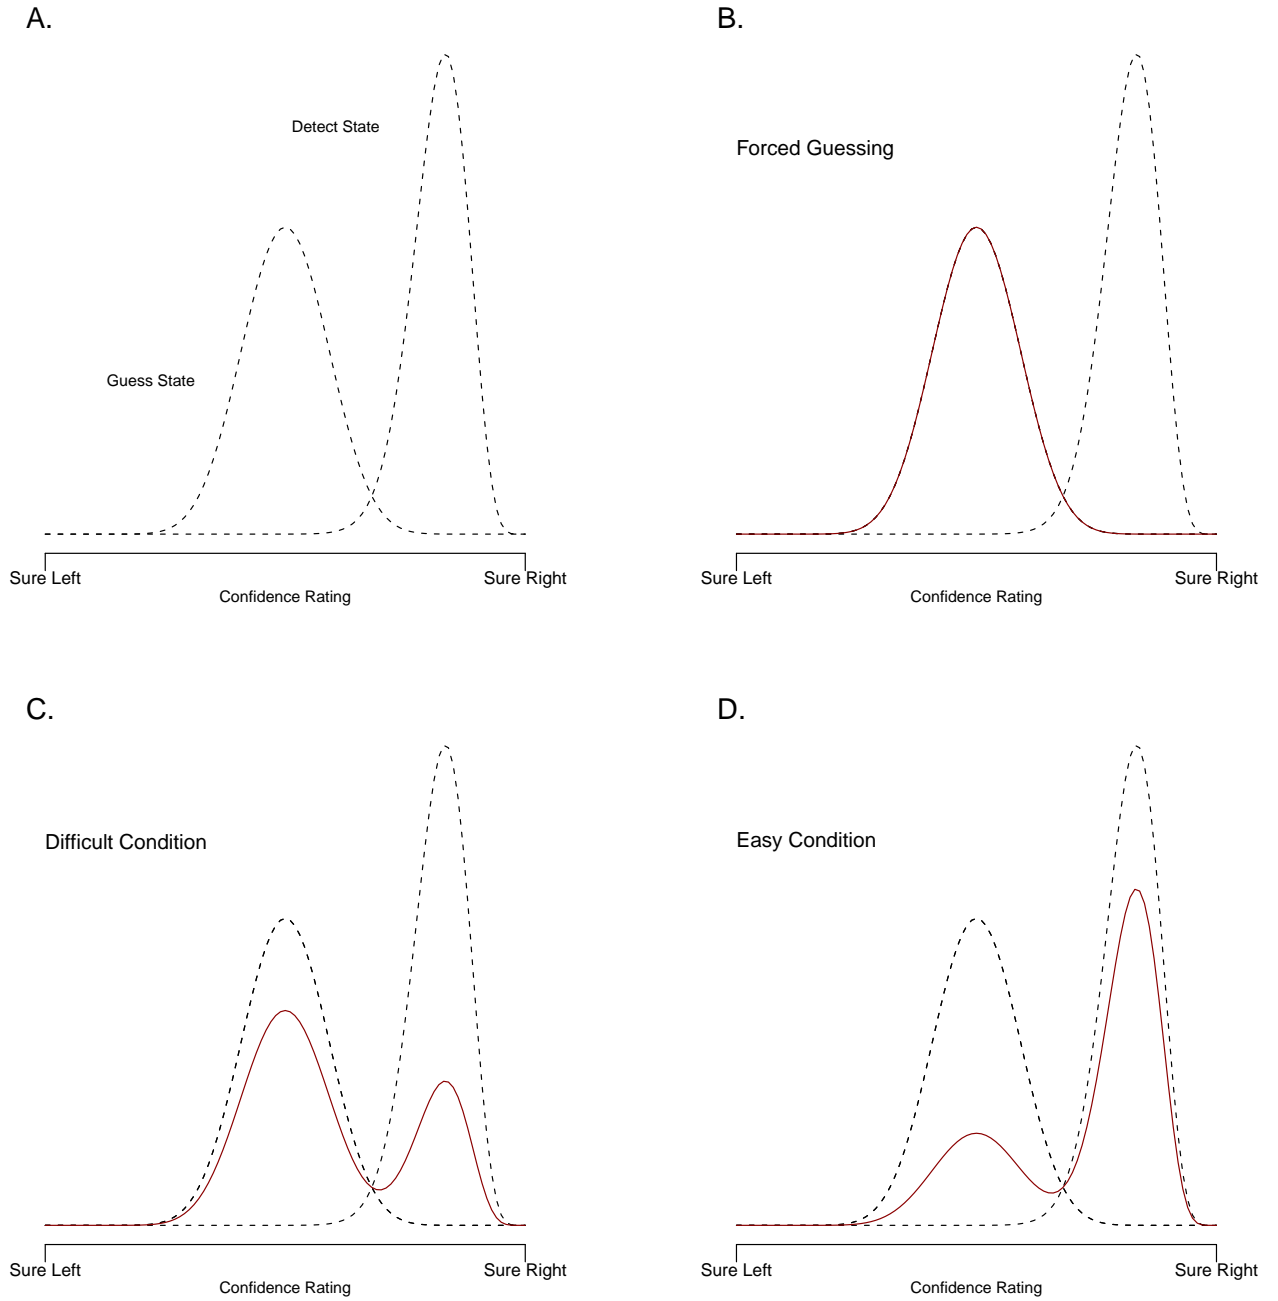 A.
Detect State
Guess State
Sure Left
Sure Right
Confidence Rating
B.
Forced Guessing
Sure Left
Sure Right
Confidence Rating
C.
Difficult Condition
Sure Left
Sure Right
Confidence Rating
D.
Easy Condition
Sure Left
Sure Right
Confidence Rating